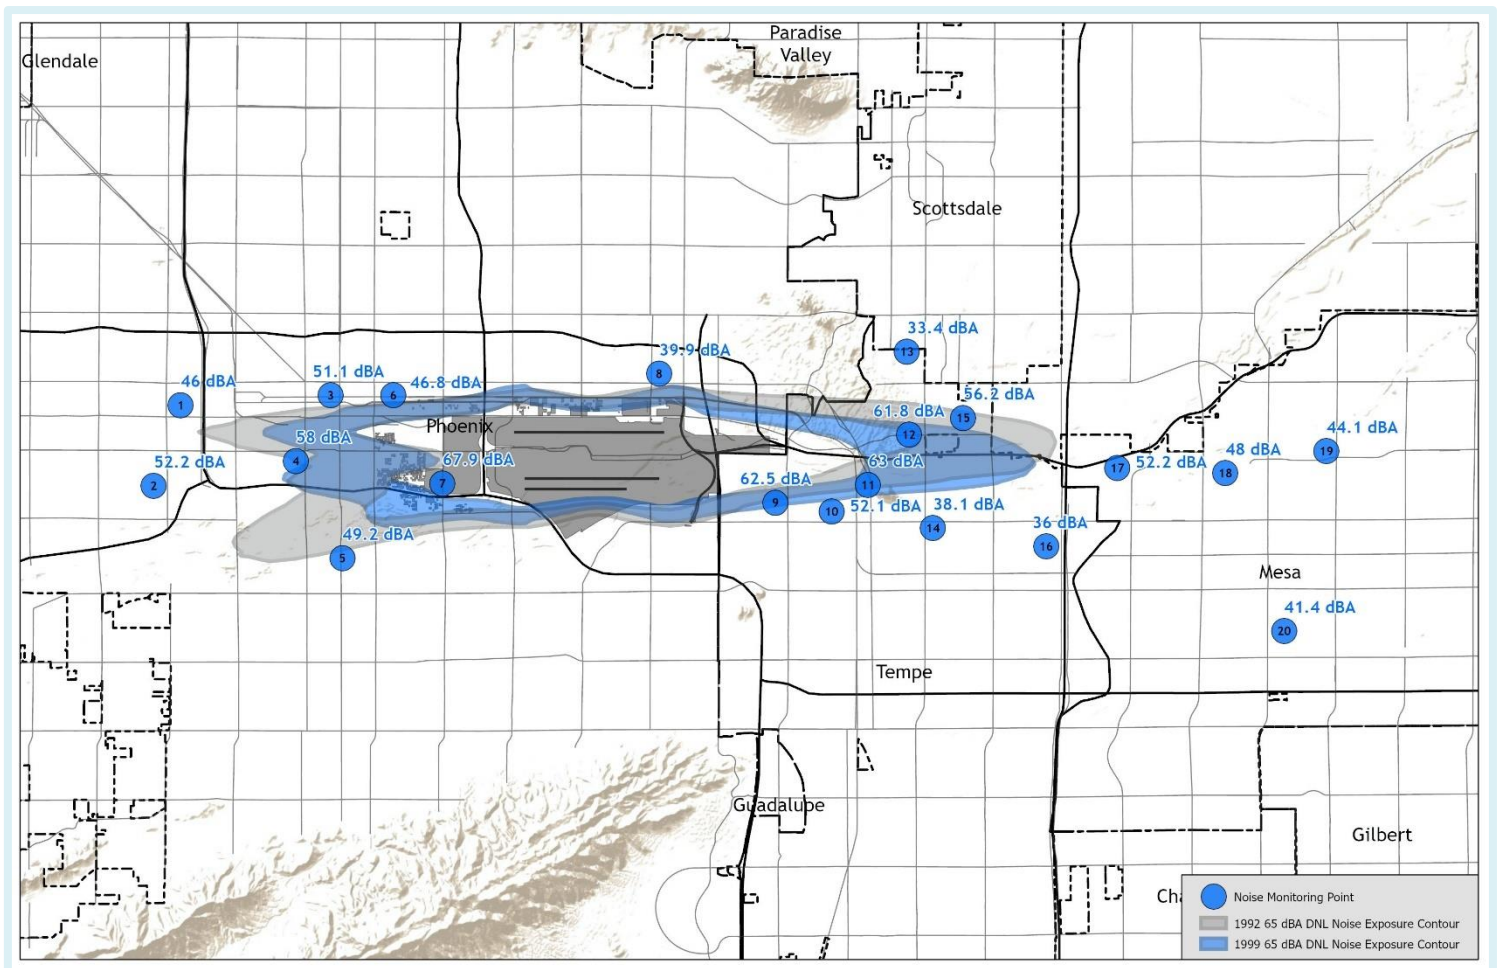 Paradise
Valley
Glendale
Scottsdale
33.4 dBA
13
39.9 dBA
8
51.1 dBA
3
46.8 dBA
6
46 dBA
1
56.2 dBA
15
61.8 dBA
12
Phoenix
58 dBA
4
44.1 dBA
19
67.9 dBA
7
63 dBA
11
52.2 dBA
2
52.2 dBA
17
48 dBA
18
62.5 dBA
9
52.1 dBA
10
38.1 dBA
14
36 dBA
16
49.2 dBA
5
Mesa
41.4 dBA
20
Tempe
Guadalupe
Gilbert
Cha
Noise Monitoring Point
1992 65 dBA DNL Noise Exposure Contour
1999 65 dBA DNL Noise Exposure Contour